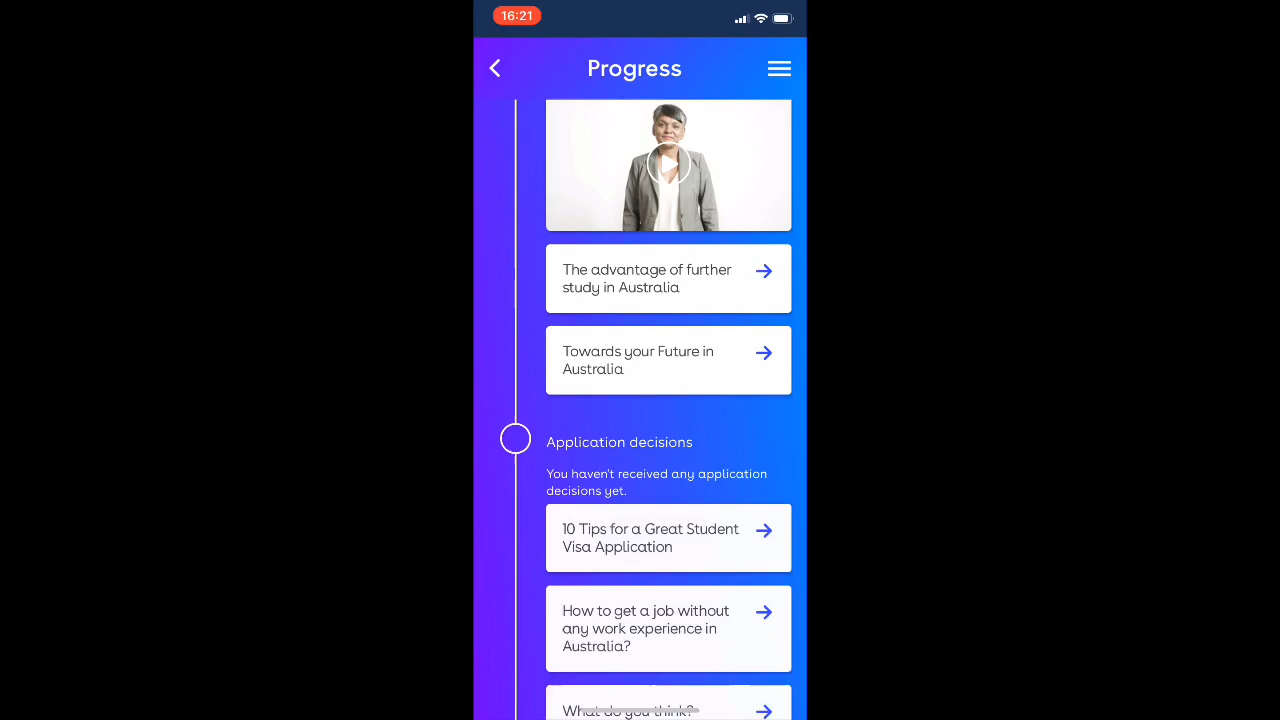 16:21
Progress
The advantage of further
study in Australia
Towards your Future in
Australia
Application decisions
You haven't received any application
decisions yet.
10 Tips for a Great Student
Visa Application
How to get a job without
any work experience in
Australia?
What do you think?